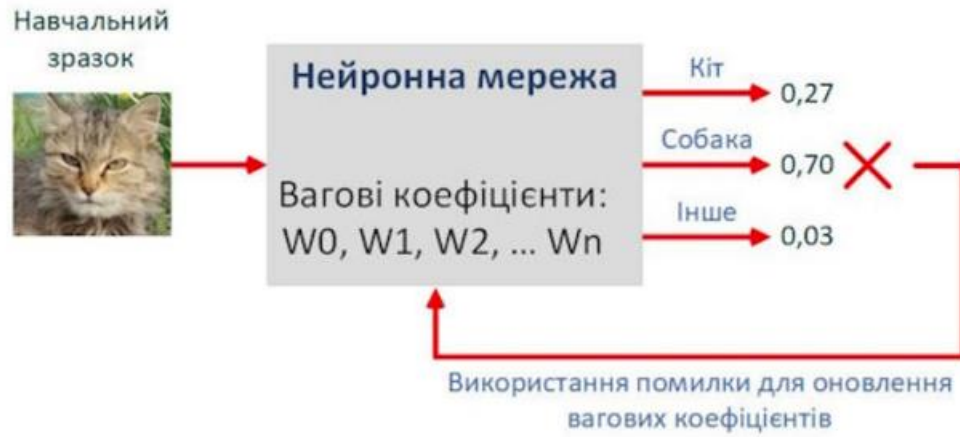 Навчальний
зразок
Нейронна мережа
Вагові коефіцієнти:
W0, W1, W2, ... Wn
Кіт
0,27
Собака
0,70
Інше
0,03
Використання помилки для оновлення
вагових коефіцієнтів